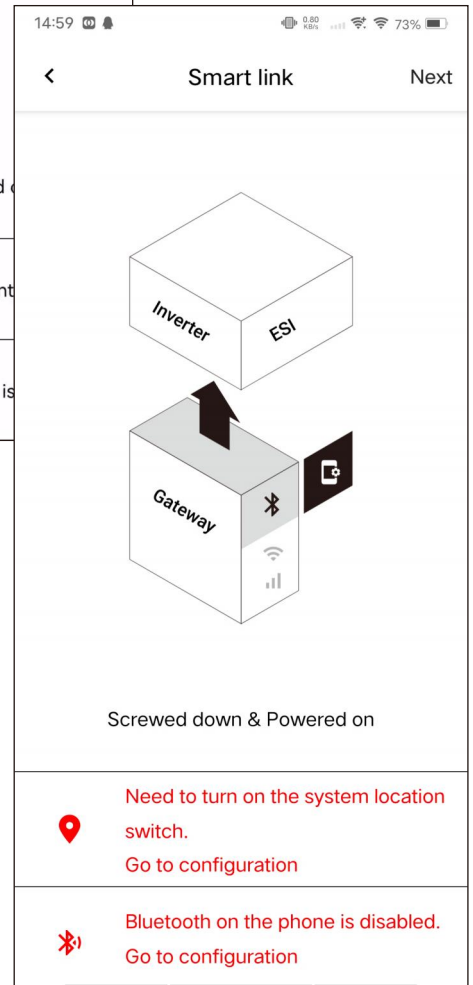 14:59 0.80 KB/s 73%
Smart link Next
Inverter ESI
Gateway
Screwed down & Powered on
Need to turn on the system location
switch.
Go to configuration
Bluetooth on the phone is disabled.
Go to configuration
is